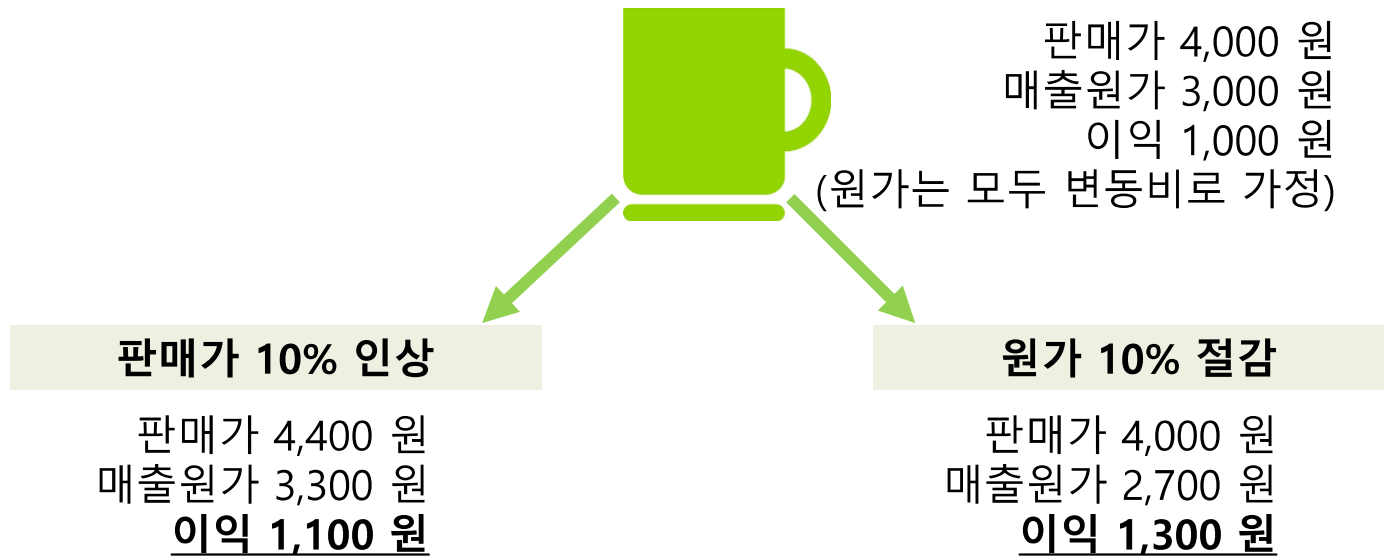 판매가 4,000 원
매출원가 3,000 원
이익 1,000 원
(원가는 모두 변동비로 가정)
판매가 10% 인상
판매가 4,400 원
매출원가 3,300 원
이익 1,100 원
원가 10% 절감
판매가 4,000 원
매출원가 2,700 원
이익 1,300 원